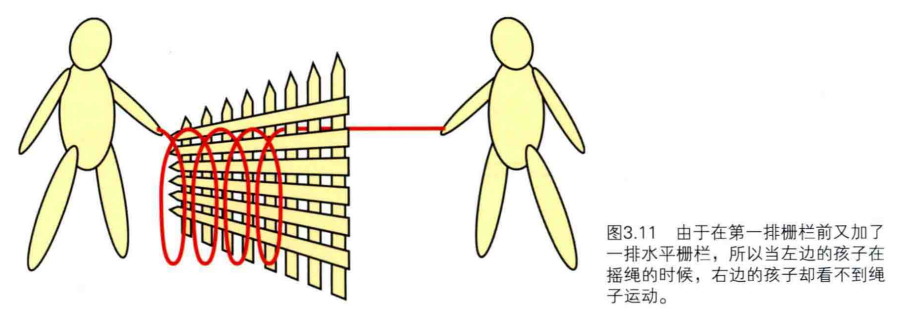 图3.11 由于在第一排栅栏前又加了
一排水平栅栏，所以当左边的孩子在
摇绳的时候，右边的孩子却看不到绳
子运动。